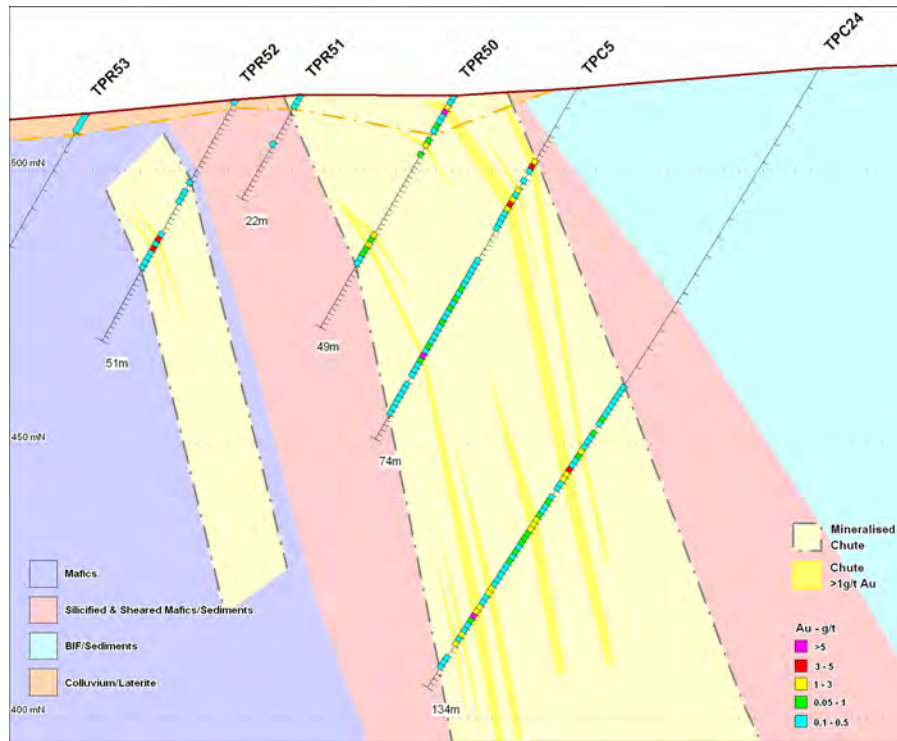 TPR53
TPR52
TPR51
TPR50
TPC5
TPC24
500 mN
22m
49m
51m
450 mN
74m
134m
400 mN
Mafics
Silicified & Sheared Mafics/Sediments
BIF/Sediments
Colluvium/Laterite
Mineralised
Chute
Chute
>1g/t Au
Au - g/t
>5
3 - 5
1 - 3
0.05 - 1
0.1 - 0.5